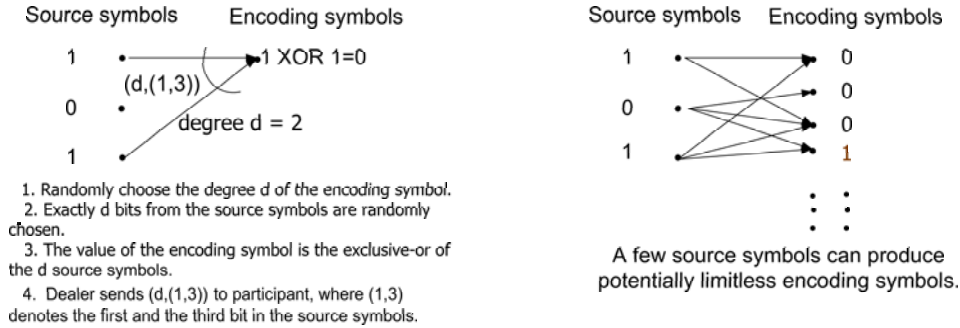 Source symbols Encoding symbols
1 1 XOR 1=0
(d,(1,3))
0
degree d = 2
1
1. Randomly choose the degree d of the encoding symbol.
2. Exactly d bits from the source symbols are randomly
chosen.
3. The value of the encoding symbol is the exclusive-or of
the d source symbols.
4. Dealer sends (d,(1,3)) to participant, where (1,3)
denotes the first and the third bit in the source symbols.
Source symbols Encoding symbols
1 0
0
0
0
1 1
A few source symbols can produce
potentially limitless encoding symbols.